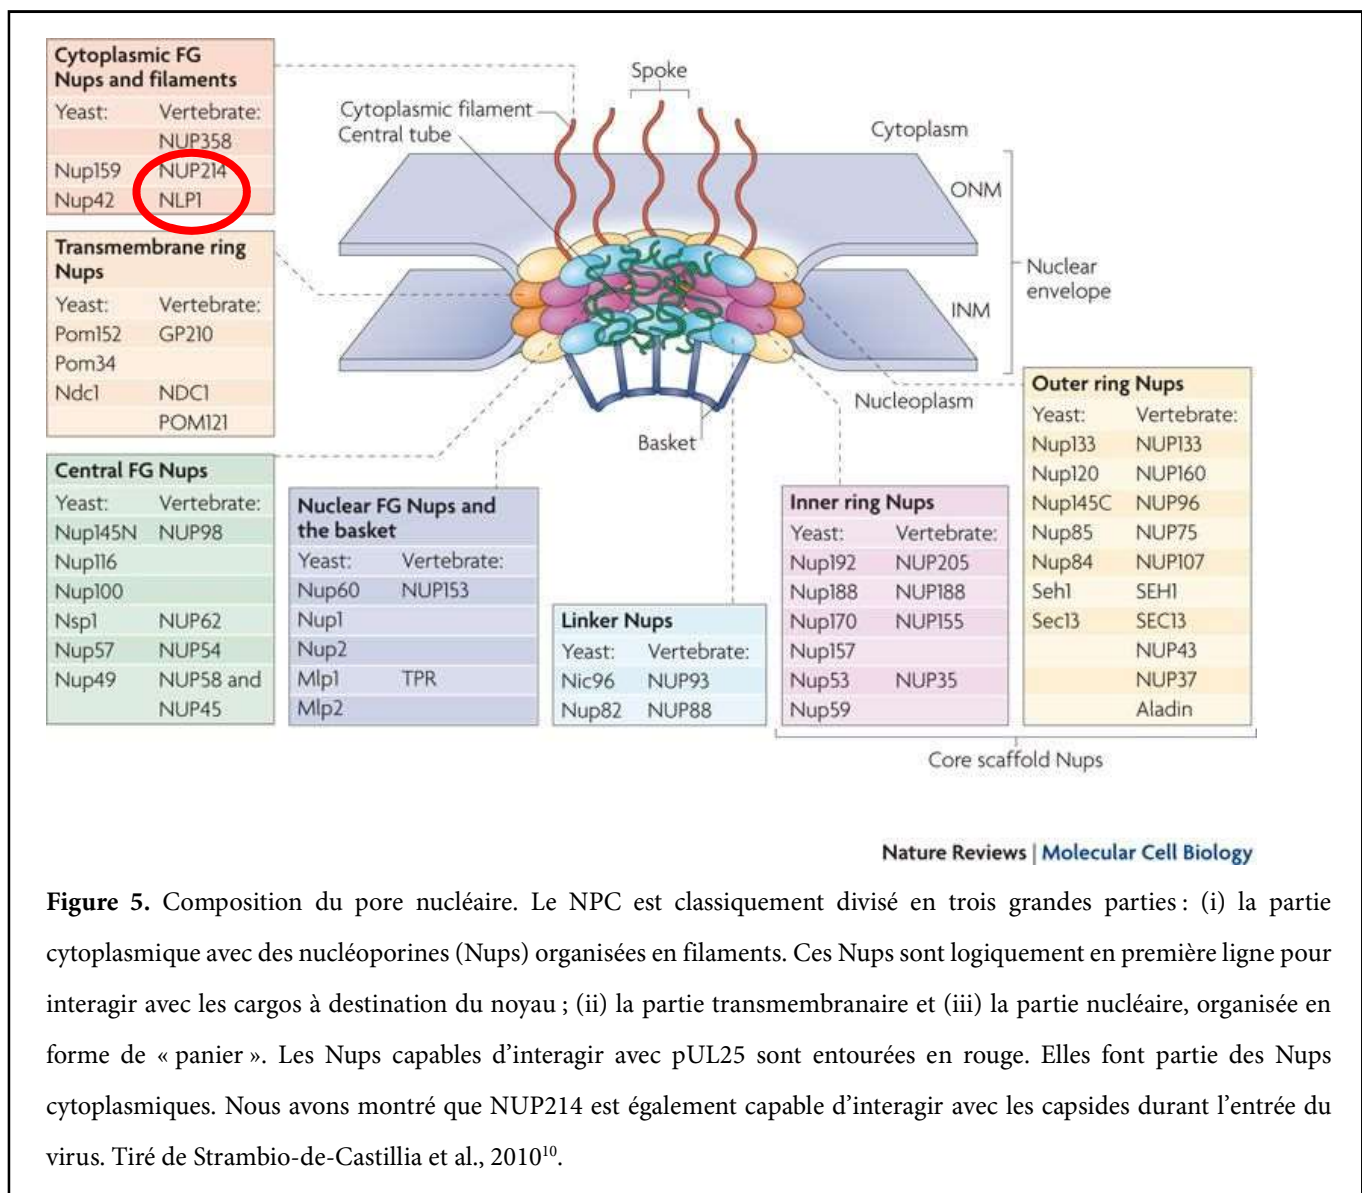 Cytoplasmic FG
Nups and filaments
Yeast: Vertebrate:
NUP358
Nup159 NUP214
Nup42 NLP1
Transmembrane ring
Nups
Yeast: Vertebrate:
Pom152 GP210
Pom34
Ndc1 NDC1
POM121
Central FG Nups
Yeast: Vertebrate:
Nup145N NUP98
Nup116
Nup100
Nsp1 NUP62
Nup57 NUP54
Nup49 NUP58 and
NUP45
Spoke
Cytoplasmic filament
Central tube
Cytoplasm
ONM
Nuclear
envelope
INM
Nucleoplasm
Basket
Nuclear FG Nups and
the basket
Yeast: Vertebrate:
Nup60 NUP153
Nup1
Nup2
Mlp1 TPR
Mlp2
Linker Nups
Yeast: Vertebrate:
Nic96 NUP93
Nup82 NUP88
Inner ring Nups
Yeast: Vertebrate:
Nup192 NUP205
Nup188 NUP188
Nup170 NUP155
Nup157
Nup53 NUP35
Nup59
Outer ring Nups
Yeast: Vertebrate:
Nup133 NUP133
Nup120 NUP160
Nup145C NUP96
Nup85 NUP75
Nup84 NUP107
Seh1 SEH1
Sec13 SEC13
NUP43
NUP37
Aladin
Core scaffold Nups
Nature Reviews | Molecular Cell Biology
Figure 5. Composition du pore nucléaire. Le NPC est classiquement divisé en trois grandes parties : (i) la partie
cytoplasmique avec des nucléoporines (Nups) organisées en filaments. Ces Nups sont logiquement en première ligne pour
interagir avec les cargos à destination du noyau ; (ii) la partie transmembranaire et (iii) la partie nucéaire, organisée en
forme de « panier ». Les Nups capables d'interagir avec pUL25 sont entourées en rouge. Elles font partie des Nups
cytoplasmiques. Nous avons montré que NUP214 est également capable d'interagir avec les capsides durant l'entrée du
virus. Tiré de Strambio-de-Castillia et al., 2010¹⁰.